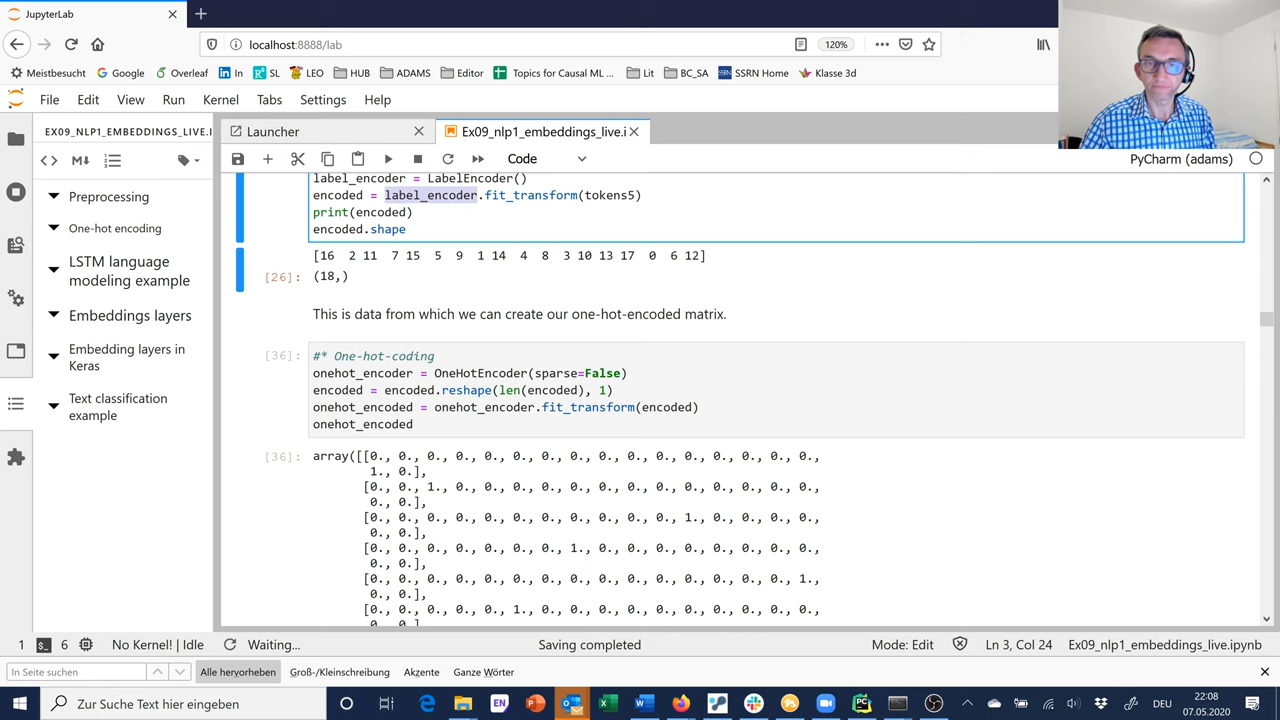 JupyterLab
localhost:8888/lab
120%
Meistbesucht Google Overleaf In SL LEO HUB ADAMS Editor Topics for Causal ML ... Lit BC_SA SSRN Home Klasse 3d
File Edit View Run Kernel Tabs Settings Help
EX09_NLP1_EMBEDDINGS_LIVE.I
Launcher
Ex09_nlp1_embeddings_live.i
Code
PyCharm (adams)
Preprocessing
One-hot encoding
LSTM language
modeling example
Embeddings layers
Embedding layers in
Keras
Text classification
example
label_encoder = LabelEncoder()
encoded = label_encoder.fit_transform(tokens5)
print(encoded)
encoded.shape
[16 2 11 7 15 5 9 1 14 4 8 3 10 13 17 0 6 12]
[26]: (18,)
This is data from which we can create our one-hot-encoded matrix.
[36]: #* One-hot-coding
onehot_encoder = OneHotEncoder(sparse=False)
encoded = encoded.reshape(len(encoded), 1)
onehot_encoded = onehot_encoder.fit_transform(encoded)
onehot_encoded
[36]: array([[0., 0., 0., 0., 0., 0., 0., 0., 0., 0., 0., 0., 0., 0., 0., 0.,
1., 0.],
[0., 0., 1., 0., 0., 0., 0., 0., 0., 0., 0., 0., 0., 0., 0., 0.,
0., 0.],
[0., 0., 0., 0., 0., 0., 0., 0., 0., 0., 0., 1., 0., 0., 0., 0.,
0., 0.],
[0., 0., 0., 0., 0., 0., 0., 1., 0., 0., 0., 0., 0., 0., 0., 0.,
0., 0.],
[0., 0., 0., 0., 0., 0., 0., 0., 0., 0., 0., 0., 0., 0., 0., 1.,
0., 0.],
[0., 0., 0., 0., 0., 1., 0., 0., 0., 0., 0., 0., 0., 0., 0., 0.,
0., 0.],
1 6 No Kernel! | Idle Waiting... Saving completed Mode: Edit Ln 3, Col 24 Ex09_nlp1_embeddings_live.ipynb
In Seite suchen Alle hervorheben Groß-/Kleinschreibung Akzente Ganze Wörter
Zur Suche Text hier eingeben
EN
DEU
22:08
07.05.2020